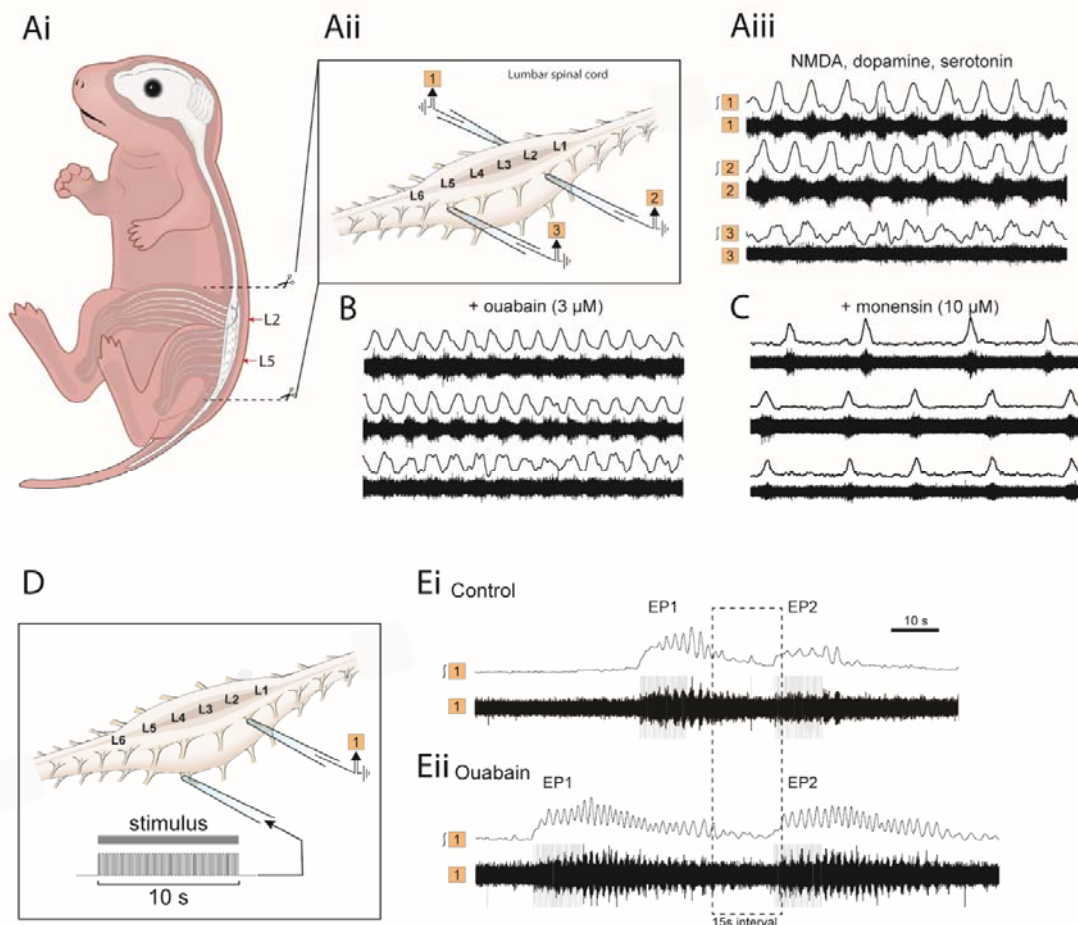 Ai
L2
L5
Aii
Lumbar spinal cord
1
L1
L2
L3
L4
L5
L6
2
3
Aiii
NMDA, dopamine, serotonin
∫ 1
1
∫ 2
2
∫ 3
3
B
+ ouabain (3 µM)
C
+ monensin (10 µM)
D
L1
L2
L3
L4
L5
L6
1
stimulus
10 s
Ei Control
EP1
EP2
10 s
∫ 1
1
Eii Ouabain
EP1
EP2
∫ 1
1
15s interval